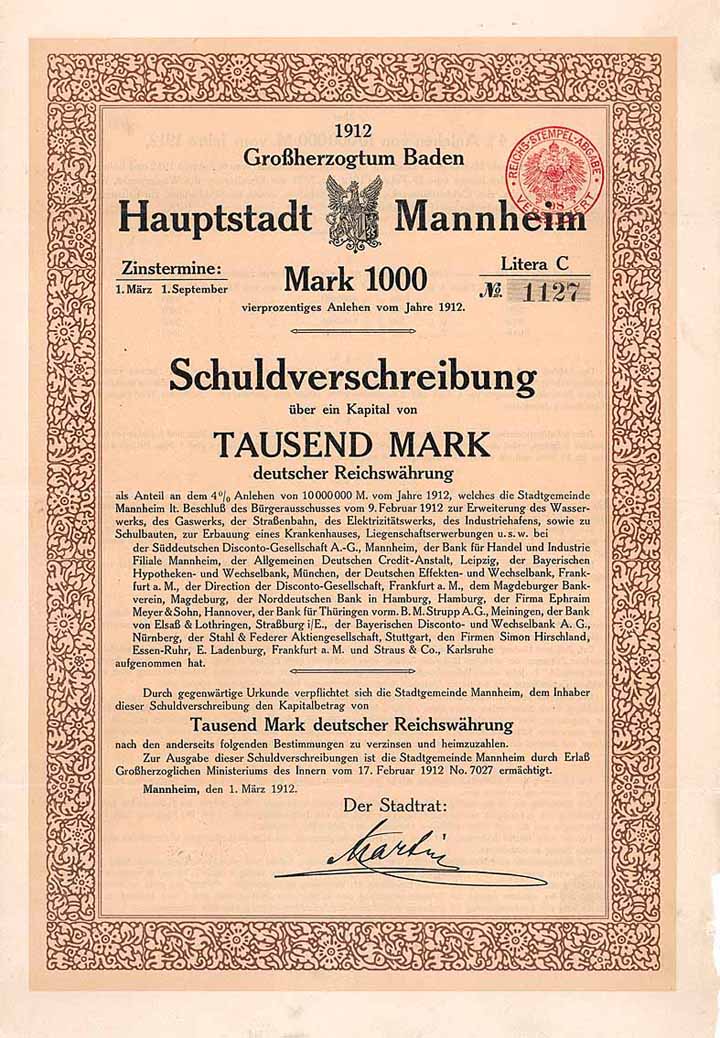 1912
Großherzogtum Baden
Hauptstadt Mannheim
REICHS-STEMPEL-ABGABE
Zinstermine:
1. März 1. September
Mark 1000
vierprozentiges Anlehen vom Jahre 1912.
Litera C
No. 1127
Schuldverschreibung
über ein Kapital von
TAUSEND MARK
deutscher Reichswährung
als Anteil an dem 4% Anlehen von 10 000 000 M. vom Jahre 1912, welches die Stadtgemeinde
Mannheim lt. Beschluß des Bürgerausschusses vom 9. Februar 1912 zur Erweiterung des Wasser-
werks, des Gaswerks, der Straßenbahn, des Elektrizitätswerks, des Industriehafens, sowie zu
Schulbauten, zur Erbauung eines Krankenhauses, Liegenschaftserwerbungen u. s. w. bei
der Süddeutschen Disconto-Gesellschaft A.-G., Mannheim, der Bank für Handel und Industrie
Filiale Mannheim, der Allgemeinen Deutschen Credit-Anstalt, Leipzig, der Bayerischen
Hypotheken- und Wechselbank, München, der Deutschen Effekten- und Wechselbank, Frank-
furt a. M., der Direction der Disconto-Gesellschaft, Frankfurt a. M., dem Magdeburger Bank-
verein, Magdeburg, der Norddeutschen Bank in Hamburg, Hamburg, der Firma Ephraim
Meyer & Sohn, Hannover, der Bank für Thüringen vorm. B. M. Strupp A.G., Meiningen, der Bank
von Elsaß & Lothringen, Straßburg i/E., der Bayerischen Disconto- und Wechselbank A. G.,
Nürnberg, der Stahl & Federer Aktiengesellschaft, Stuttgart, den Firmen Simon Hirschland,
Essen-Ruhr, E. Ladenburg, Frankfurt a. M. und Straus & Co., Karlsruhe
aufgenommen hat.
Durch gegenwärtige Urkunde verpflichtet sich die Stadtgemeinde Mannheim, dem Inhaber
dieser Schuldverschreibung den Kapitalbetrag von
Tausend Mark deutscher Reichswährung
nach den anderseits folgenden Bestimmungen zu verzinsen und heimzuzahlen.
Zur Ausgabe dieser Schuldverschreibungen ist die Stadtgemeinde Mannheim durch Erlaß
Großherzoglichen Ministeriums des Innern vom 17. Februar 1912 No. 7027 ermächtigt.
Mannheim, den 1. März 1912.
Der Stadtrat:
Martin